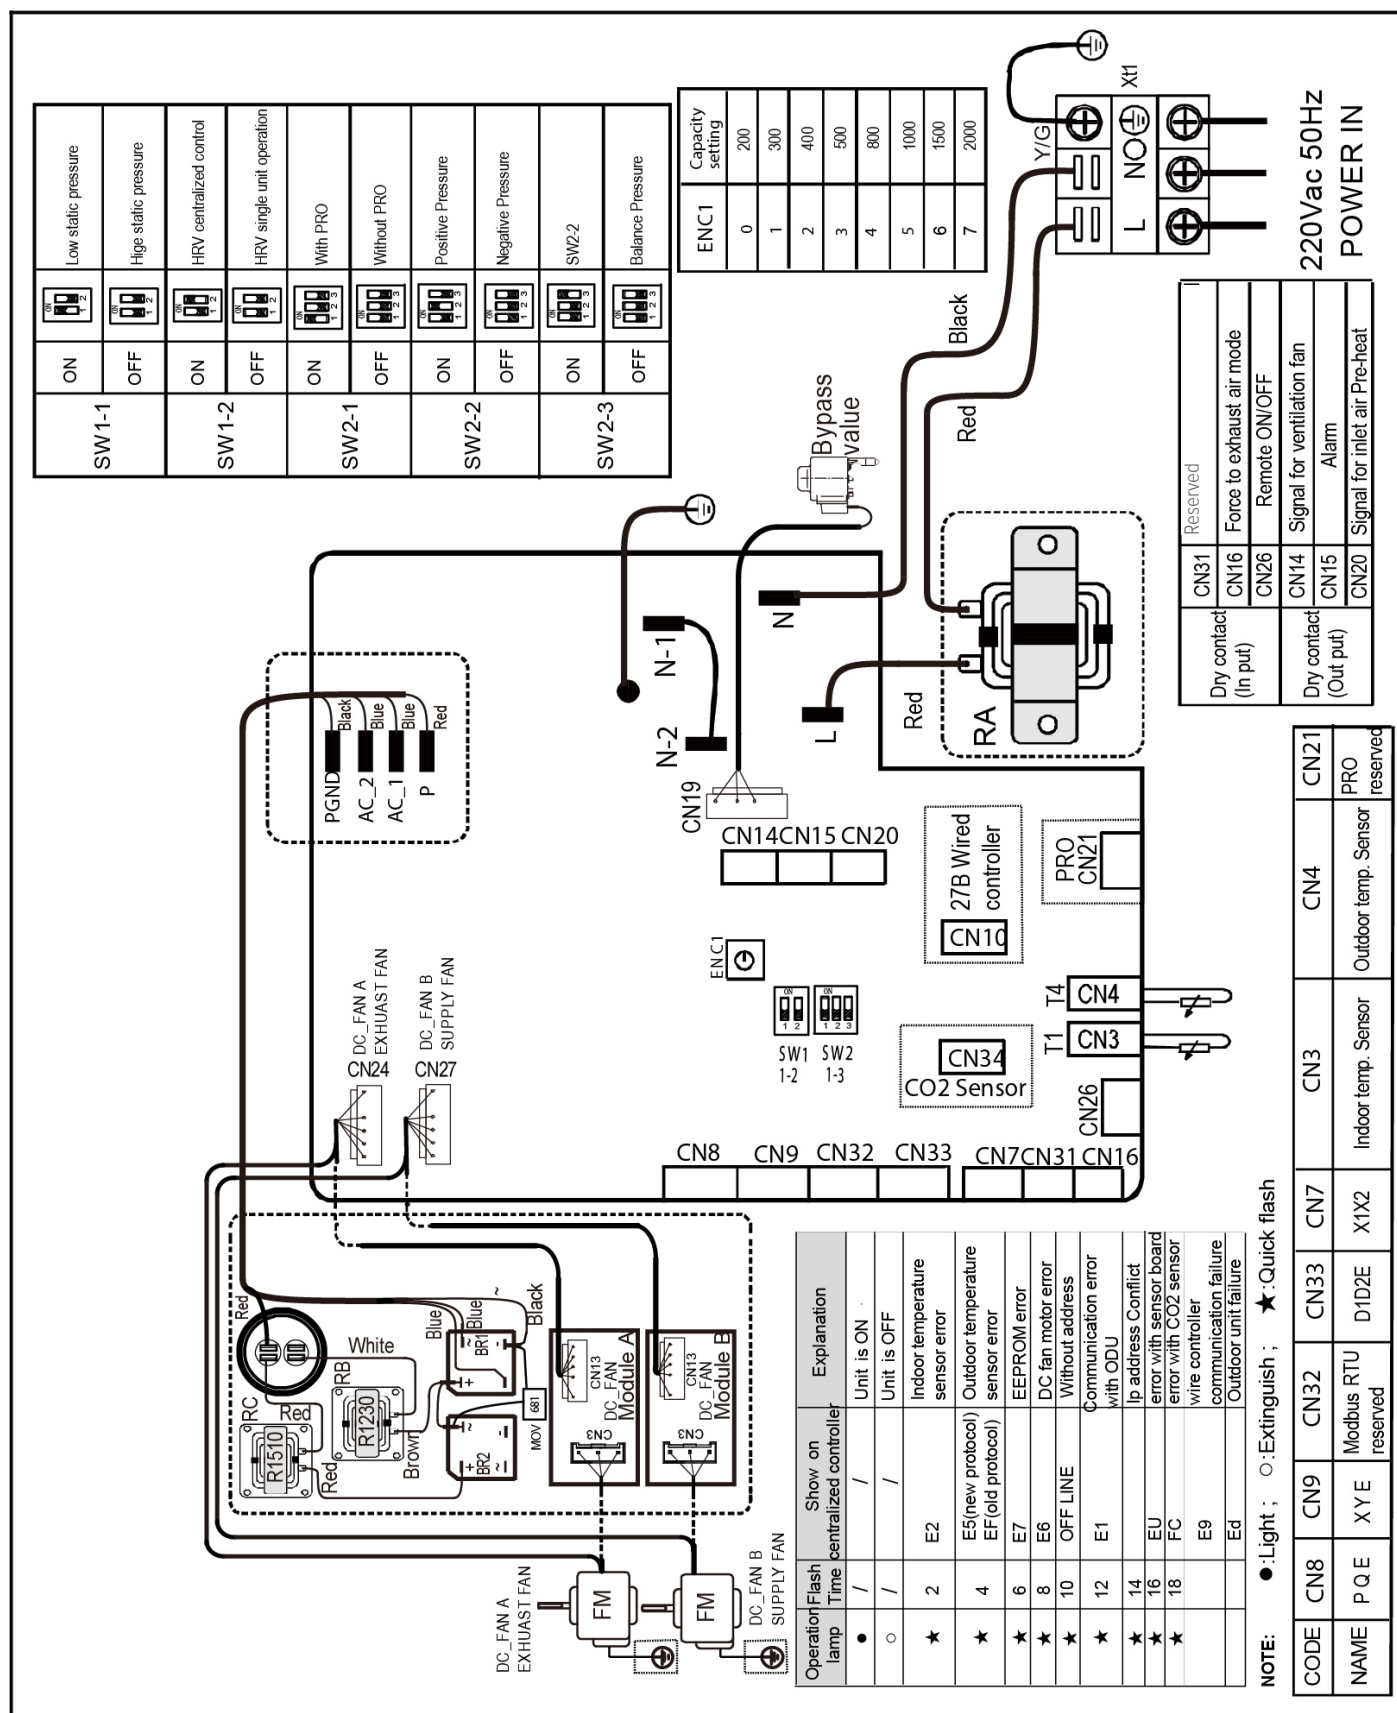 SW1-1 ON Low static pressure
OFF Hige static pressure
SW1-2 ON HRV centralized control
OFF HRV single unit operation
SW2-1 ON With PRO
OFF Without PRO
SW2-2 ON Positive Pressure
OFF Negative Pressure
SW2-3 ON SW2-2
OFF Balance Pressure
ENC1 Capacity setting
0 200
1 300
2 400
3 500
4 800
5 1000
6 1500
7 2000
Xt1
Y/G
L N
220Vac 50Hz
POWER IN
Black
Red
Bypass
value
Dry contact
(In put)
CN31 Reserved
CN16 Force to exhaust air mode
CN26 Remote ON/OFF
Dry contact
(Out put)
CN14 Signal for ventilation fan
CN15 Alarm
CN20 Signal for inlet air Pre-heat
PGND Black
AC_2 Blue
AC_1 Blue
P Red
N-1
N-2
N
L
Red
RA
CN19
CN14 CN15 CN20
27B Wired
controller
CN10
PRO
CN21
ENC1
ON
1 2
SW1
1-2
ON
1 2 3
SW2
1-3
T4 CN4
T1 CN3
CN34
CO2 Sensor
CN26
CN8 CN9 CN32 CN33 CN7 CN31 CN16
DC_FAN A
EXHUAST FAN
CN24
DC_FAN B
SUPPLY FAN
CN27
Red
White
Blue
Blue
~
Black
RC
R1510
Red
Red
RB
R1230
Brown
BR1
~ - + ~
BR2
+ ~ - ~
681
MOV
CN13
DC_FAN
Module A
CN3
CN13
DC_FAN
Module B
CN3
FM
FM
DC_FAN A
EXHUAST FAN
DC_FAN B
SUPPLY FAN
Operation lamp Flash Time Show on centralized controller Explanation
● / / Unit is ON
○ / / Unit is OFF
★ 2 E2 Indoor temperature sensor error
★ 4 E5(new protocol) EF(old protocol) Outdoor temperature sensor error
★ 6 E7 EEPROM error
★ 8 E6 DC fan motor error
★ 10 OFF LINE Without address
★ 12 E1 Communication error with ODU
★ 14 Ip address Conflict
★ 16 EU error with sensor board
★ 18 FC error with CO2 sensor
E9 wire controller communication failure
Ed Outdoor unit failure
NOTE: ●:Light ; ○:Extinguish ; ★:Quick flash
CODE CN8 CN9 CN32 CN33 CN7 CN3 CN4 CN21
NAME P Q E X Y E Modbus RTU reserved D1D2E X1X2 Indoor temp. Sensor Outdoor temp. Sensor PRO reserved